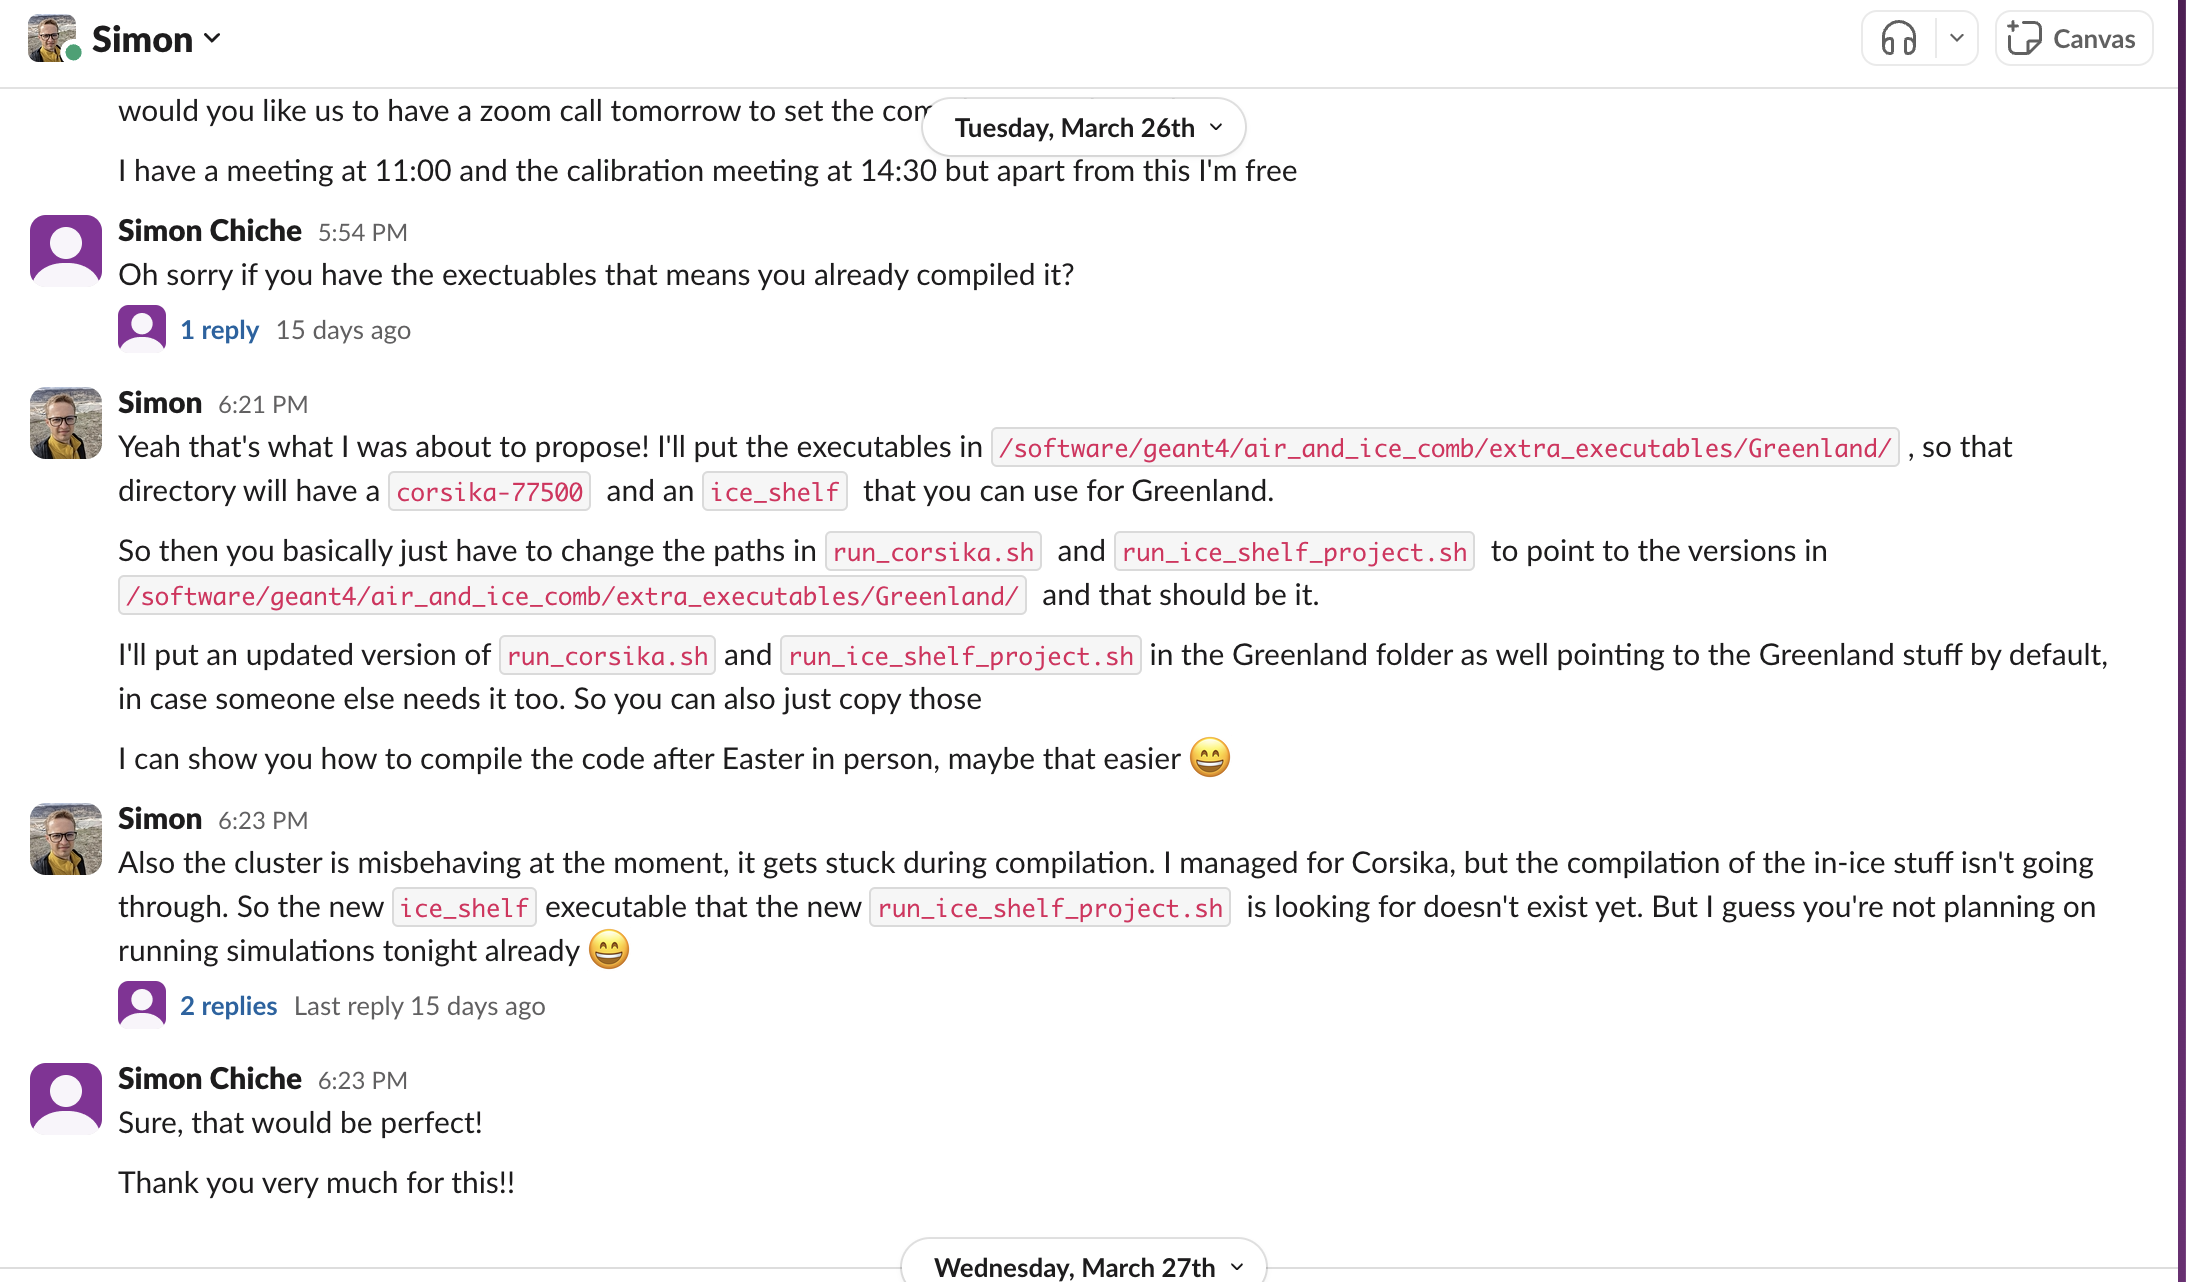 Simon
Canvas
would you like us to have a zoom call tomorrow to set the
Tuesday, March 26th
I have a meeting at 11:00 and the calibration meeting at 14:30 but apart from this I'm free
Simon Chiche 5:54 PM
Oh sorry if you have the exectuables that means you already compiled it?
1 reply 15 days ago
Simon 6:21 PM
Yeah that's what I was about to propose! I'll put the executables in /software/geant4/air_and_ice_comb/extra_executables/Greenland/ , so that
directory will have a corsika-77500 and an ice_shelf that you can use for Greenland.
So then you basically just have to change the paths in run_corsika.sh and run_ice_shelf_project.sh to point to the versions in
/software/geant4/air_and_ice_comb/extra_executables/Greenland/ and that should be it.
I'll put an updated version of run_corsika.sh and run_ice_shelf_project.sh in the Greenland folder as well pointing to the Greenland stuff by default,
in case someone else needs it too. So you can also just copy those
I can show you how to compile the code after Easter in person, maybe that easier 😄
Simon 6:23 PM
Also the cluster is misbehaving at the moment, it gets stuck during compilation. I managed for Corsika, but the compilation of the in-ice stuff isn't going
through. So the new ice_shelf executable that the new run_ice_shelf_project.sh is looking for doesn't exist yet. But I guess you're not planning on
running simulations tonight already 😄
2 replies Last reply 15 days ago
Simon Chiche 6:23 PM
Sure, that would be perfect!
Thank you very much for this!!
Wednesday, March 27th